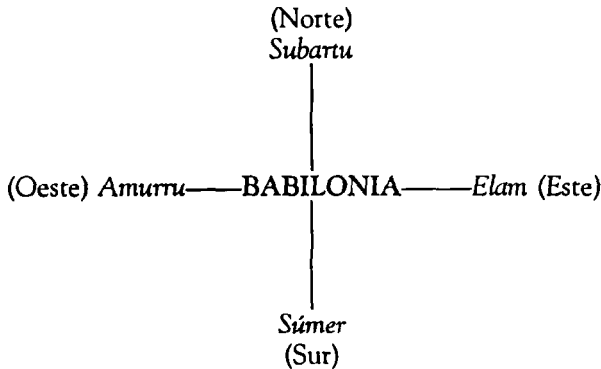 (Norte)
Subartu
(Oeste) Amurru—BABILONIA—Elam (Este)
Súmer
(Sur)